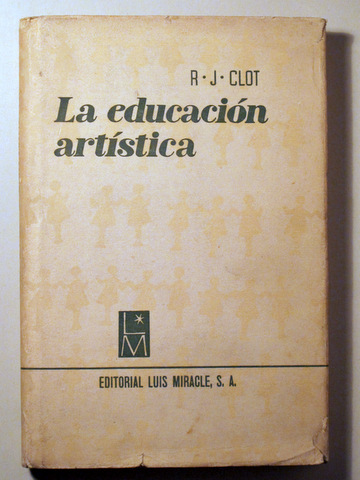 R · J · CLOT
La educación
artística
L
M
EDITORIAL LUIS MIRACLE, S. A.